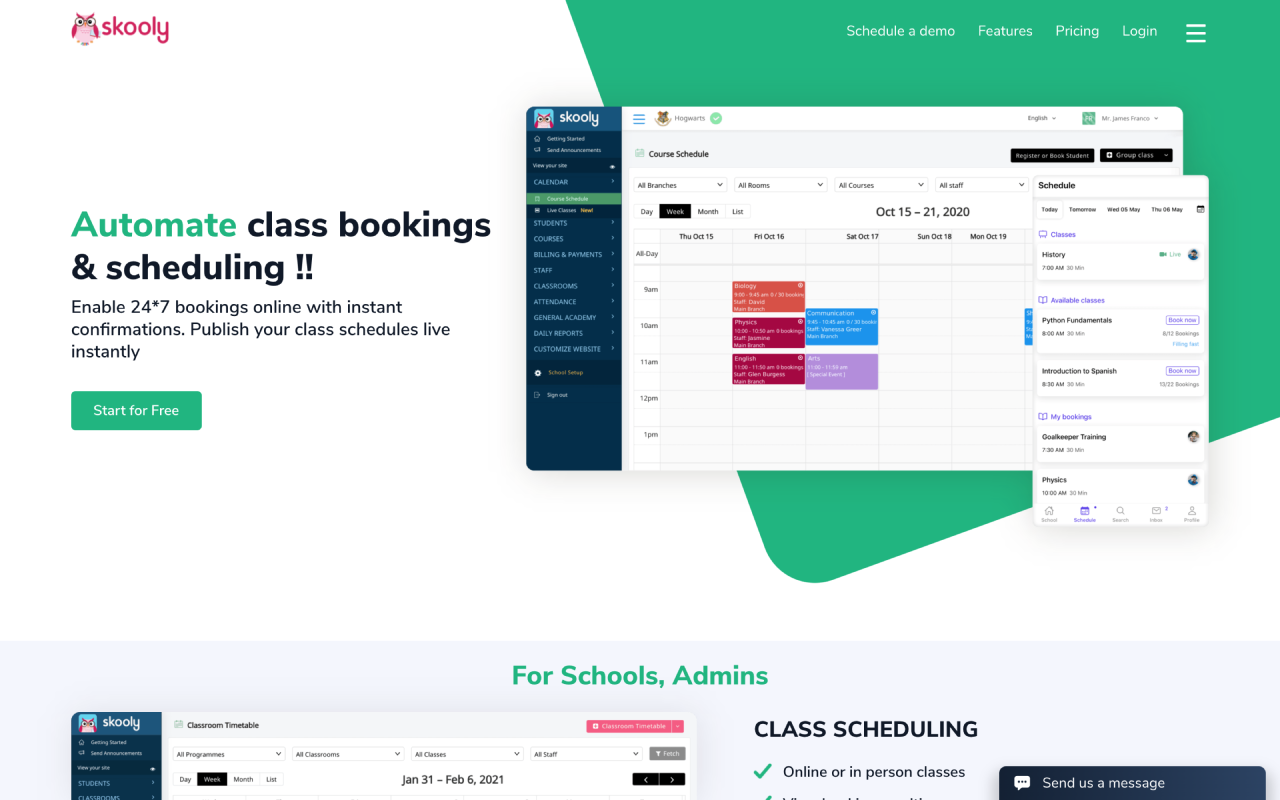 skooly
Schedule a demo
Features
Pricing
Login
Automate class bookings
& scheduling !!
Enable 24*7 bookings online with instant
confirmations. Publish your class schedules live
instantly
Start for Free
skooly
Getting Started
Send Announcements
View your site
CALENDAR
Course Schedule
Live Classes New!
STUDENTS
COURSES
BILLING & PAYMENTS
STAFF
CLASSROOMS
ATTENDANCE
GENERAL ACADEMY
DAILY REPORTS
CUSTOMIZE WEBSITE
School Setup
Sign out
Hogwarts
English
Mr. James Franco
Course Schedule
Register or Book Student
Group class
All Branches
All Rooms
All Courses
All staff
Day
Week
Month
List
Oct 15 – 21, 2020
Thu Oct 15
Fri Oct 16
Sat Oct 17
Sun Oct 18
Mon Oct 19
All-Day
9am
10am
11am
12pm
1pm
Biology
9:00 - 9:45 am 0 / 30 bookin
Staff: David
Main Branch
Physics
10:00 - 10:50 am 0 bookings
Staff: Jasmine
Main Branch
English
11:00 - 11:50 am 0 bookings
Staff: Glen Burgess
Main Branch
Communication
9:45 - 10:45 am 0 / 30 booki
Staff: Vanessa Greer
Main Branch
Arts
11:00 - 11:59 am
[ Special Event ]
Schedule
Today
Tomorrow
Wed 05 May
Thu 06 May
Classes
History
Live
7:00 AM 30 Min
Available classes
Python Fundamentals
Book now
8:00 AM 30 Min
8/12 Bookings
Filling fast
Introduction to Spanish
Book now
8:30 AM 30 Min
13/22 Bookings
My bookings
Goalkeeper Training
7:30 AM 30 Min
Physics
10:00 AM 30 Min
School
Schedule
Search
Inbox
2
Profile
For Schools, Admins
skooly
Getting Started
Send Announcements
View your site
STUDENTS
CLASSROOMS
Classroom Timetable
Classroom Timetable
All Programmes
All Classrooms
All Classes
All Staff
Fetch
Day
Week
Month
List
Jan 31 – Feb 6, 2021
CLASS SCHEDULING
Online or in person classes
Send us a message